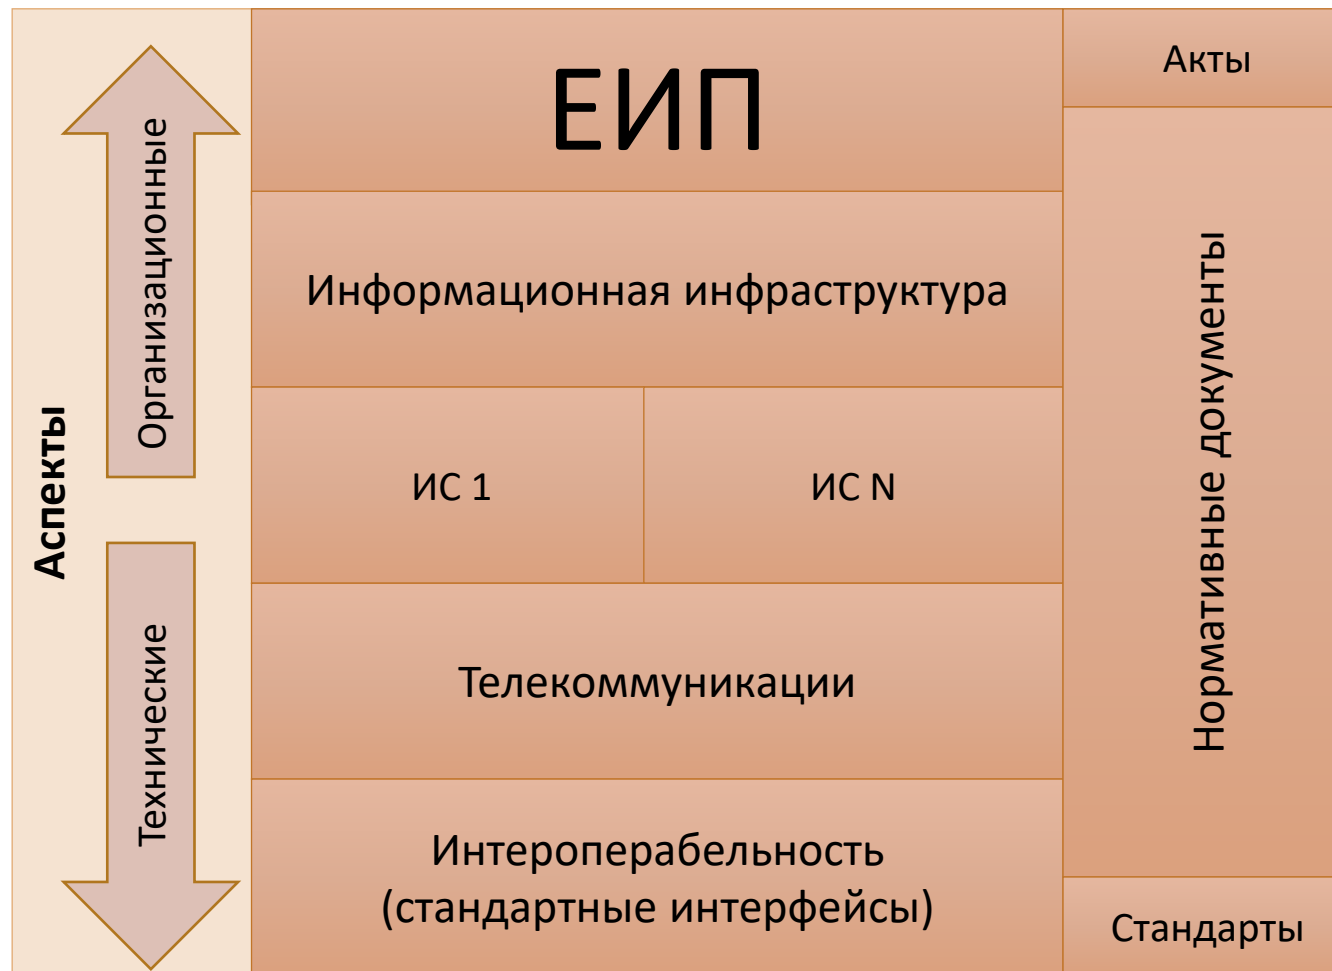 Аспекты
Организационные
Технические
ЕИП
Информационная инфраструктура
ИС 1
ИС N
Телекоммуникации
Интероперабельность
(стандартные интерфейсы)
Акты
Нормативные документы
Стандарты